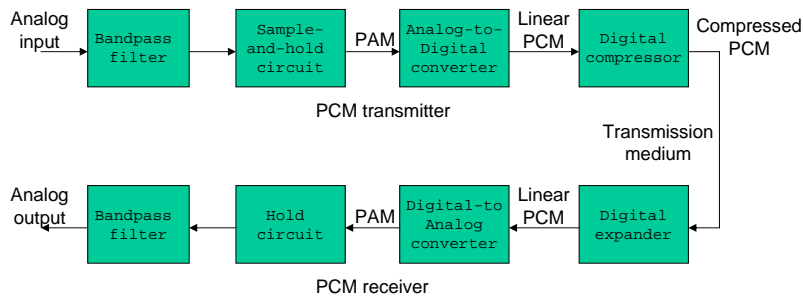 Analog
input
Bandpass
filter
Sample-
and-hold
circuit
PAM
Analog-to-
Digital
converter
Linear
PCM
Digital
compressor
Compressed
PCM
PCM transmitter
Transmission
medium
Analog
output
Bandpass
filter
Hold
circuit
PAM
Digital-to
Analog
converter
Linear
PCM
Digital
expander
PCM receiver